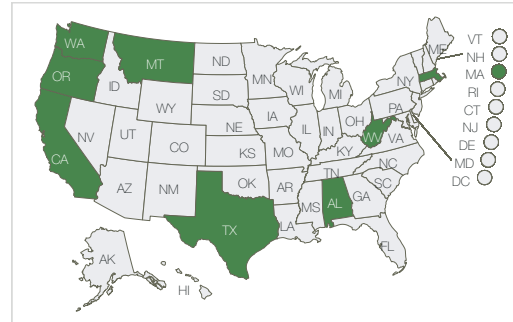 WA
MT
ND
ME
VT
NH
MA
RI
CT
NJ
DE
MD
DC
OR
ID
MN
WI
MI
NY
SD
WY
IA
PA
NE
IL
IN
OH
NV
UT
CO
KS
MO
KY
WV
VA
CA
OK
AR
TN
NC
AZ
NM
MS
AL
GA
SC
TX
LA
FL
AK
HI